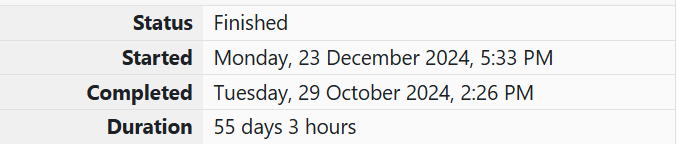 Status Finished
Started Monday, 23 December 2024, 5:33 PM
Completed Tuesday, 29 October 2024, 2:26 PM
Duration 55 days 3 hours